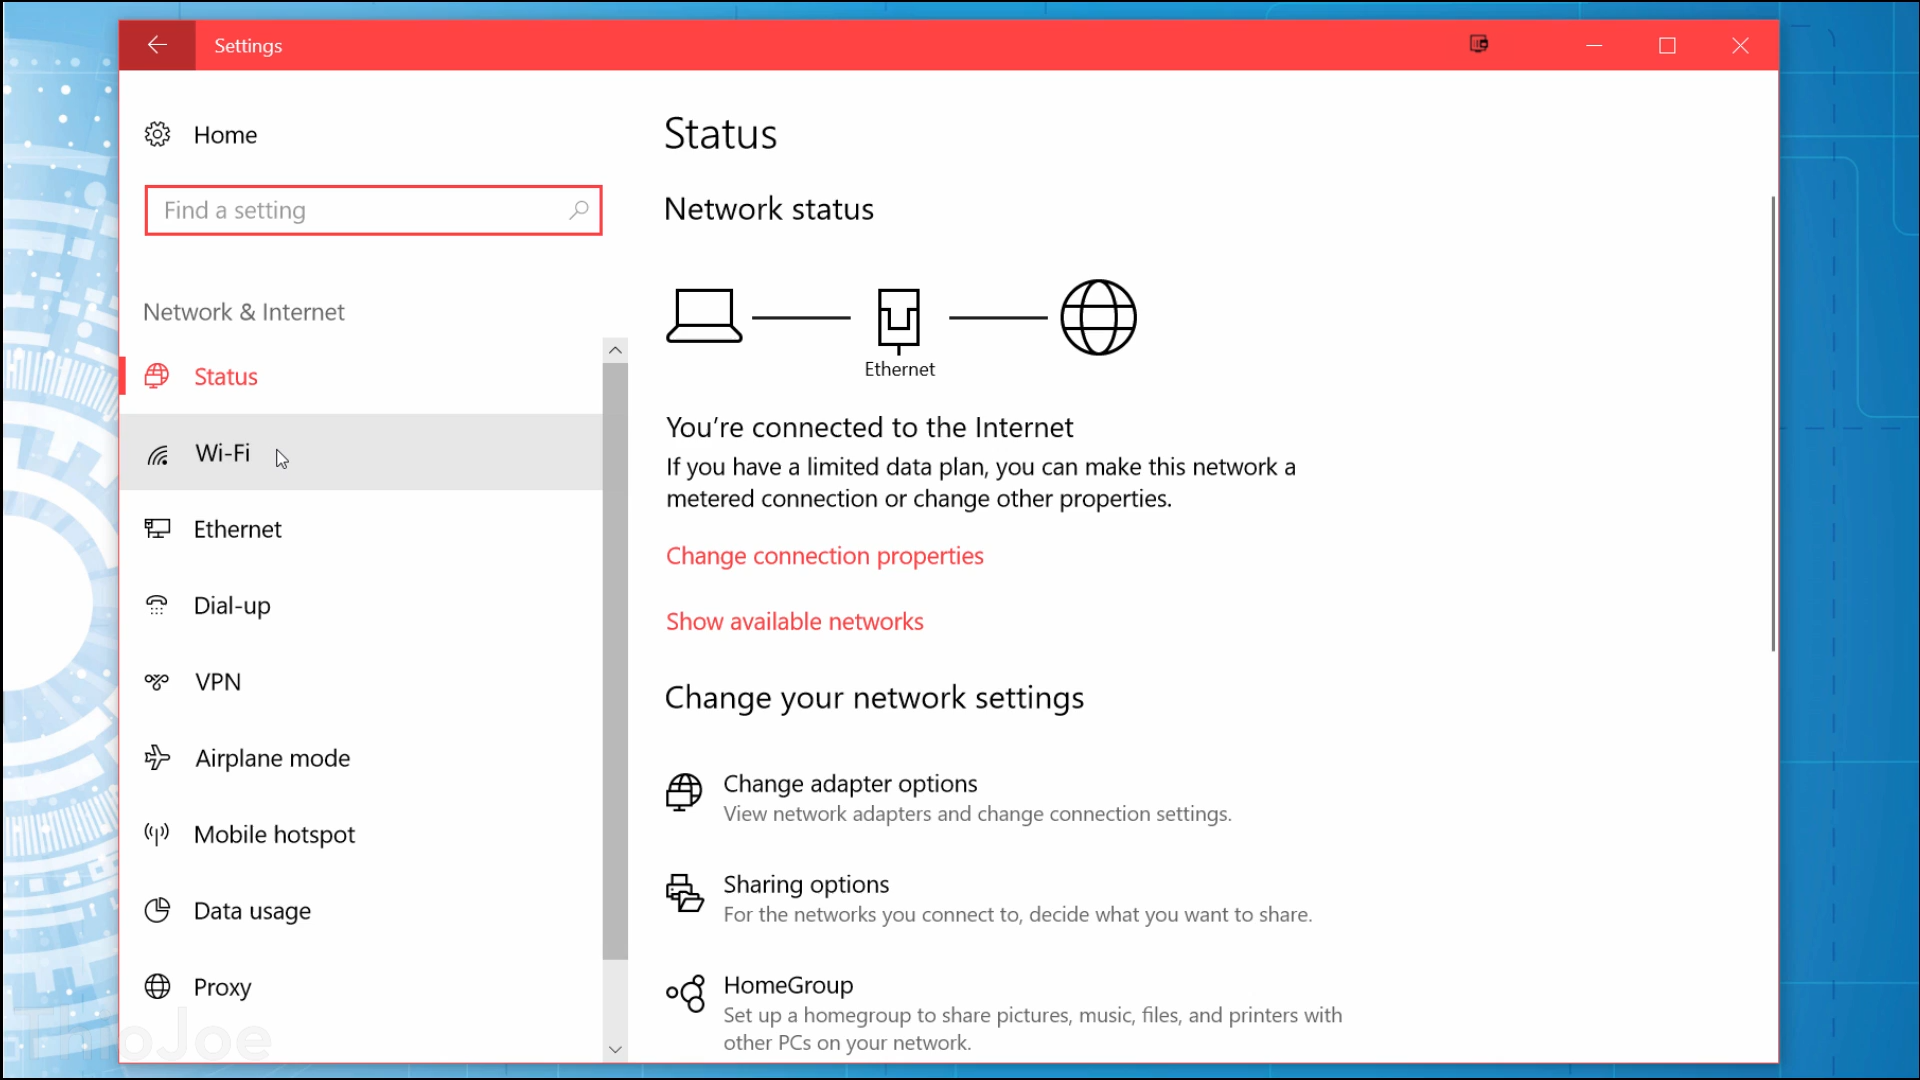 Settings
Home
Find a setting
Network & Internet
Status
Wi-Fi
Ethernet
Dial-up
VPN
Airplane mode
Mobile hotspot
Data usage
Proxy
ThioJoe
Status
Network status
Ethernet
You’re connected to the Internet
If you have a limited data plan, you can make this network a
metered connection or change other properties.
Change connection properties
Show available networks
Change your network settings
Change adapter options
View network adapters and change connection settings.
Sharing options
For the networks you connect to, decide what you want to share.
HomeGroup
Set up a homegroup to share pictures, music, files, and printers with
other PCs on your network.